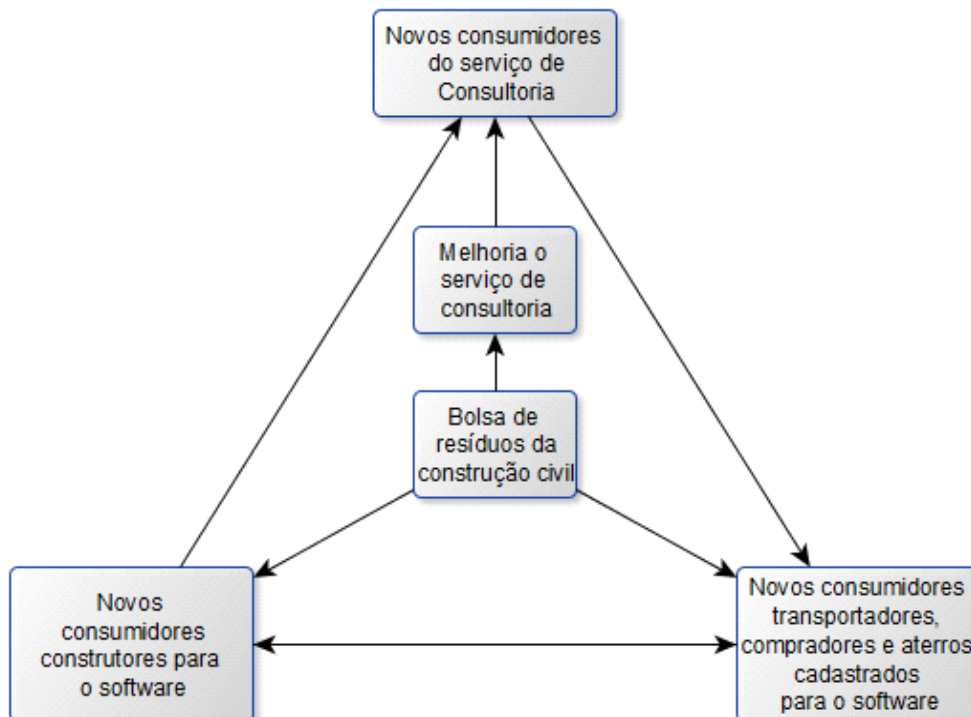 Novos consumidores
do serviço de
Consultoria
Melhoria o
serviço de
consultoria
Bolsa de
resíduos da
construção civil
Novos
consumidores
construtores para
o software
Novos consumidores
transportadores,
compradores e aterros
cadastrados
para o software